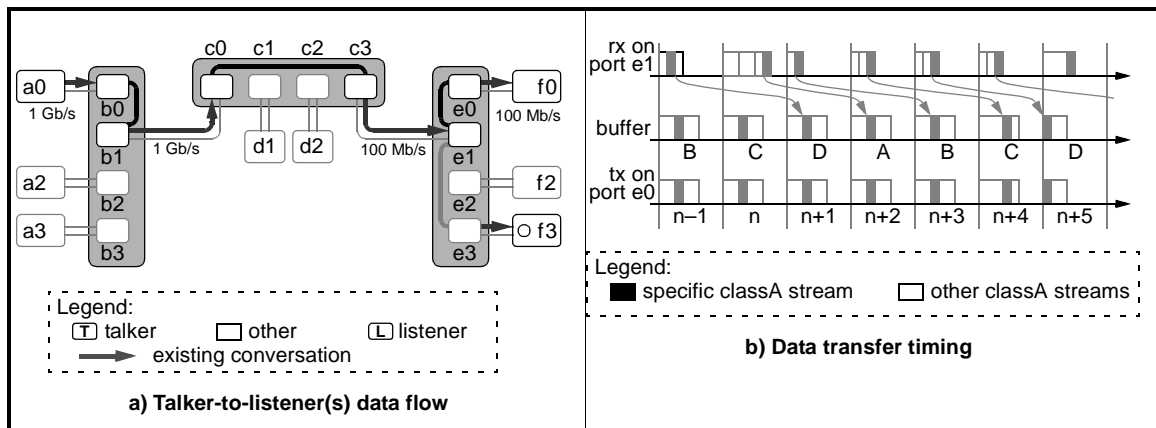 c0 c1 c2 c3
a0 b0 1 Gb/s
b1 1 Gb/s
d1 d2
100 Mb/s
e0 f0
100 Mb/s
e1
a2 b2
e2 f2
a3 b3
e3 f3
Legend:
T talker other L listener
existing conversation
a) Talker-to-listener(s) data flow
rx on
port e1
buffer
B C D A B C D
tx on
port e0
n–1 n n+1 n+2 n+3 n+4 n+5
Legend:
specific classA stream other classA streams
b) Data transfer timing